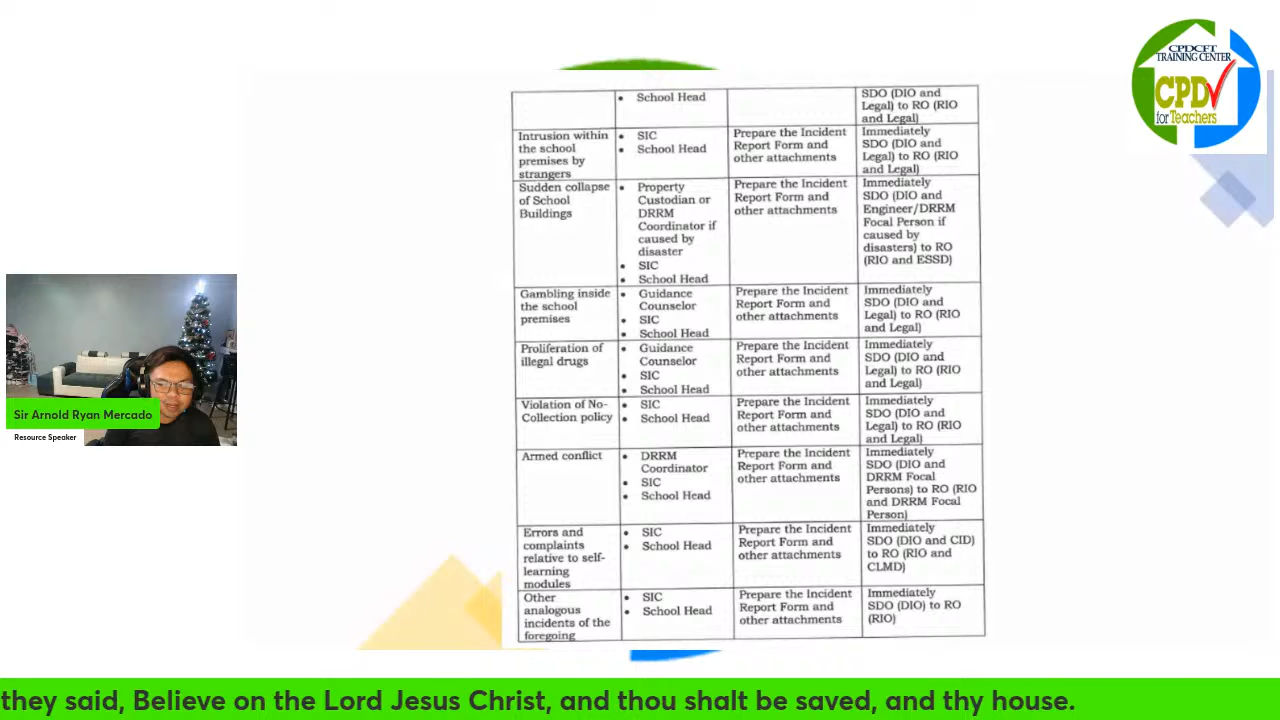 CPDCFT
TRAINING CENTER
CPD
for Teachers
• School Head
SDO (DIO and
Legal) to RO (RIO
and Legal)
Intrusion within
the school
premises by
strangers
• SIC
• School Head
Prepare the Incident
Report Form and
other attachments
Immediately
SDO (DIO and
Legal) to RO (RIO
and Legal)
Sudden collapse
of School
Buildings
• Property
Custodian or
DRRM
Coordinator if
caused by
disaster
• SIC
• School Head
Prepare the Incident
Report Form and
other attachments
Immediately
SDO (DIO and
Engineer/DRRM
Focal Person if
caused by
disasters) to RO
(RIO and ESSD)
Gambling inside
the school
premises
• Guidance
Counselor
• SIC
• School Head
Prepare the Incident
Report Form and
other attachments
Immediately
SDO (DIO and
Legal) to RO (RIO
and Legal)
Proliferation of
illegal drugs
• Guidance
Counselor
• SIC
• School Head
Prepare the Incident
Report Form and
other attachments
Immediately
SDO (DIO and
Legal) to RO (RIO
and Legal)
Violation of No-
Collection policy
• SIC
• School Head
Prepare the Incident
Report Form and
other attachments
Immediately
SDO (DIO and
Legal) to RO (RIO
and Legal)
Armed conflict
• DRRM
Coordinator
• SIC
• School Head
Prepare the Incident
Report Form and
other attachments
Immediately
SDO (DIO and
DRRM Focal
Persons) to RO (RIO
and DRRM Focal
Person)
Errors and
complaints
relative to self-
learning
modules
• SIC
• School Head
Prepare the Incident
Report Form and
other attachments
Immediately
SDO (DIO and CID)
to RO (RIO and
CLMD)
Other
analogous
incidents of the
foregoing
• SIC
• School Head
Prepare the Incident
Report Form and
other attachments
Immediately
SDO (DIO) to RO
(RIO)
Sir Arnold Ryan Mercado
Resource Speaker
they said, Believe on the Lord Jesus Christ, and thou shalt be saved, and thy house.